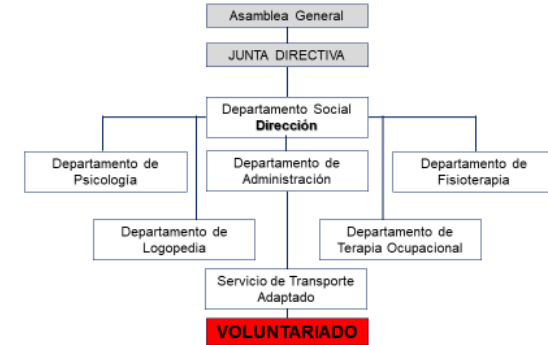 Asamblea General
JUNTA DIRECTIVA
Departamento Social
Dirección
Departamento de
Psicología
Departamento de
Administración
Departamento de
Fisioterapia
Departamento de
Logopedia
Departamento de
Terapia Ocupacional
Servicio de Transporte
Adaptado
VOLUNTARIADO